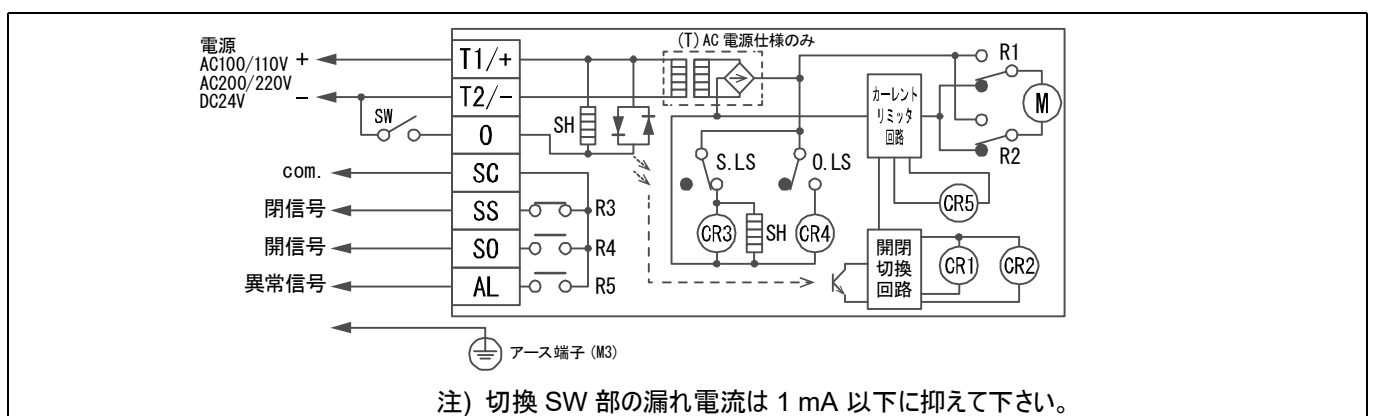 電源
AC100/110V
AC200/220V
DC24V
+
−
SW
com.
閉信号
開信号
異常信号
T1/+
T2/−
O
SC
SS
SO
AL
R3
R4
R5
SH
(T) AC 電源仕様のみ
S.LS
O.LS
CR3
SH
CR4
カーレント
リミッタ
回路
R1
M
R2
CR5
開閉
切換
回路
CR1
CR2
アース端子 (M3)
注) 切換 SW 部の漏れ電流は 1 mA 以下に抑えて下さい。